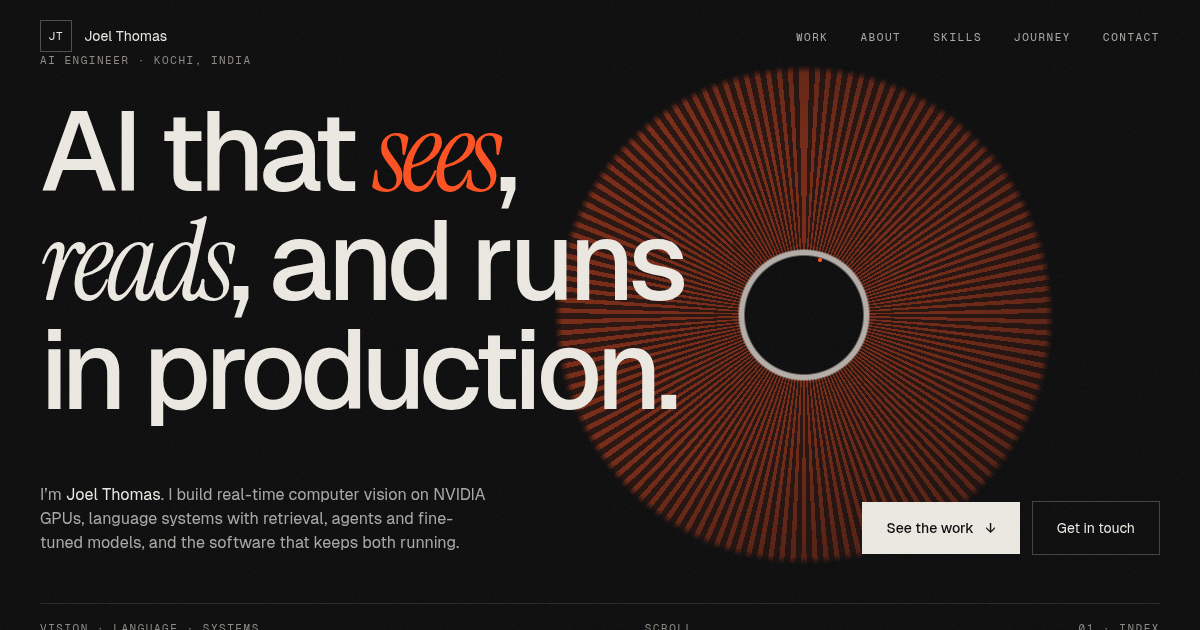 JT
Joel Thomas
WORK ABOUT SKILLS JOURNEY CONTACT
AI ENGINEER · KOCHI, INDIA
AI that sees,
reads, and runs
in production.
I'm Joel Thomas. I build real-time computer vision on NVIDIA
GPUs, language systems with retrieval, agents and fine-
tuned models, and the software that keeps both running.
See the work ↓
Get in touch
VISION · LANGUAGE · SYSTEMS
SCROLL
01 · INDEX